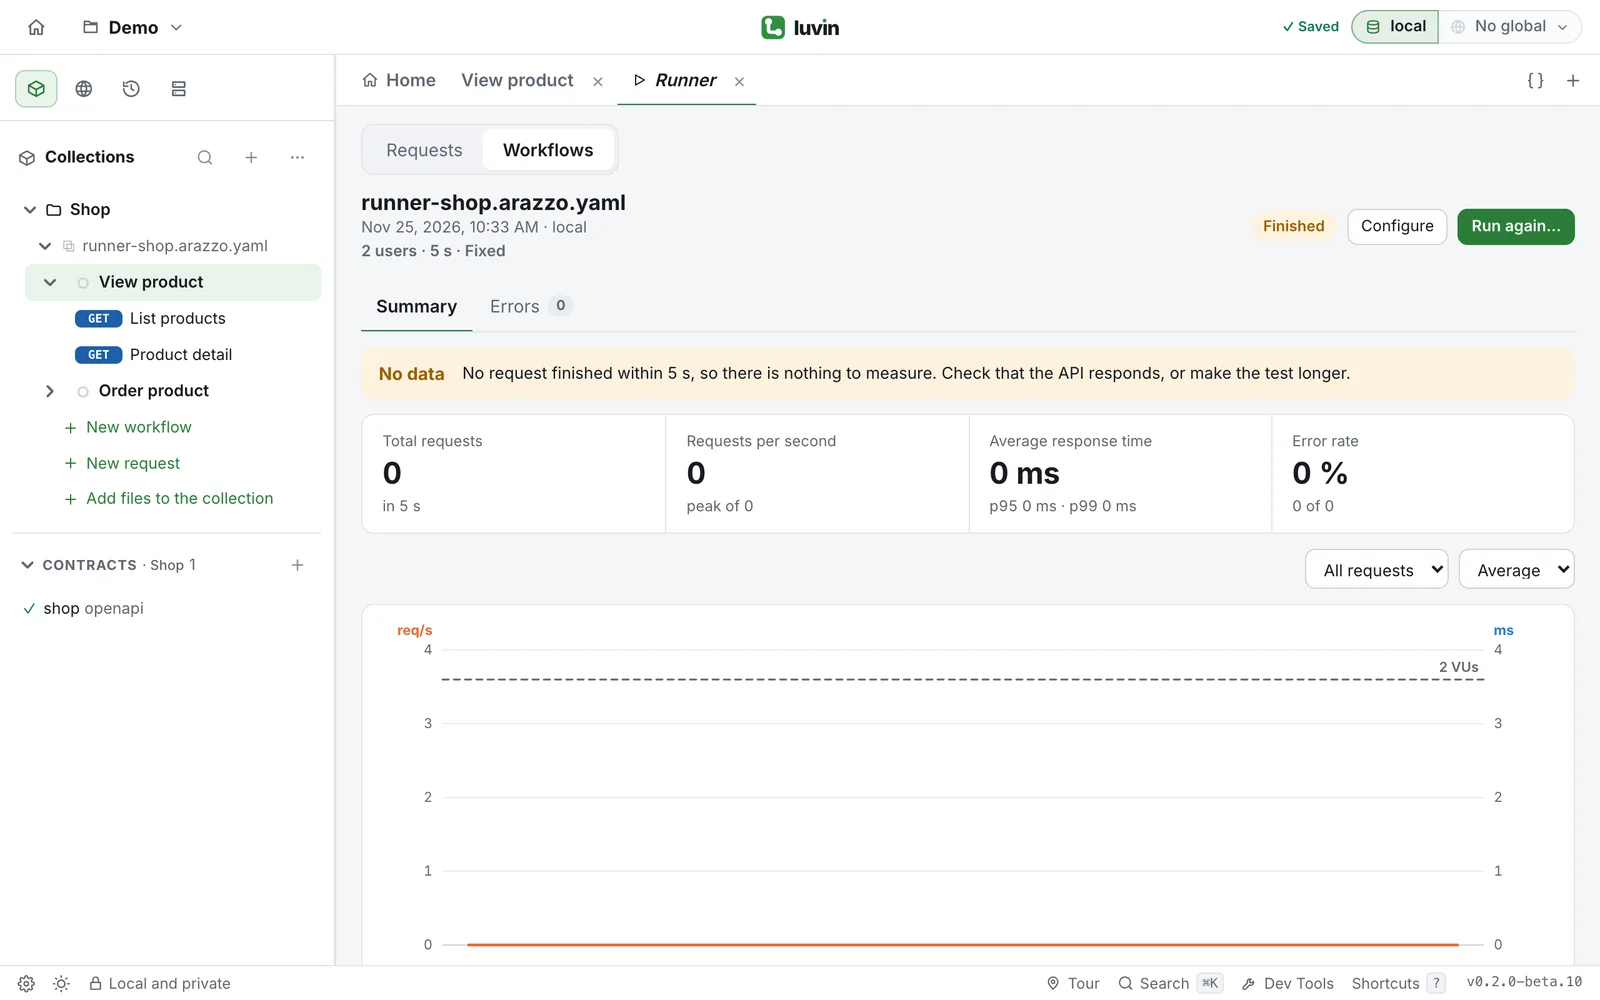 Demo
luvin
Saved
local
No global
Home
View product
Runner
{ }
Collections
Shop
runner-shop.arazzo.yaml
View product
GET List products
GET Product detail
Order product
New workflow
New request
Add files to the collection
CONTRACTS · Shop 1
shop openapi
Requests
Workflows
runner-shop.arazzo.yaml
Nov 25, 2026, 10:33 AM · local
2 users · 5 s · Fixed
Finished
Configure
Run again...
Summary
Errors 0
No data No request finished within 5 s, so there is nothing to measure. Check that the API responds, or make the test longer.
Total requests
0
in 5 s
Requests per second
0
peak of 0
Average response time
0 ms
p95 0 ms · p99 0 ms
Error rate
0 %
0 of 0
All requests
Average
req/s
ms
4
4
2 VUs
3
3
2
2
1
1
0
0
Local and private
Tour
Search ⌘K
Dev Tools
Shortcuts ?
v0.2.0-beta.10